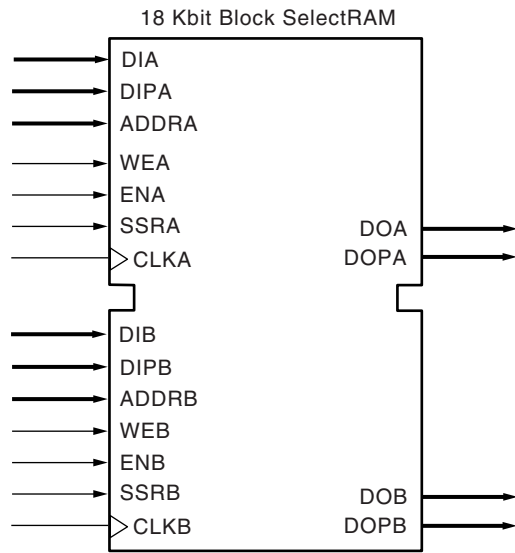 18 Kbit Block SelectRAM
DIA
DIPA
ADDRA
WEA
ENA
SSRA
CLKA
DOA
DOPA
DIB
DIPB
ADDRB
WEB
ENB
SSRB
CLKB
DOB
DOPB